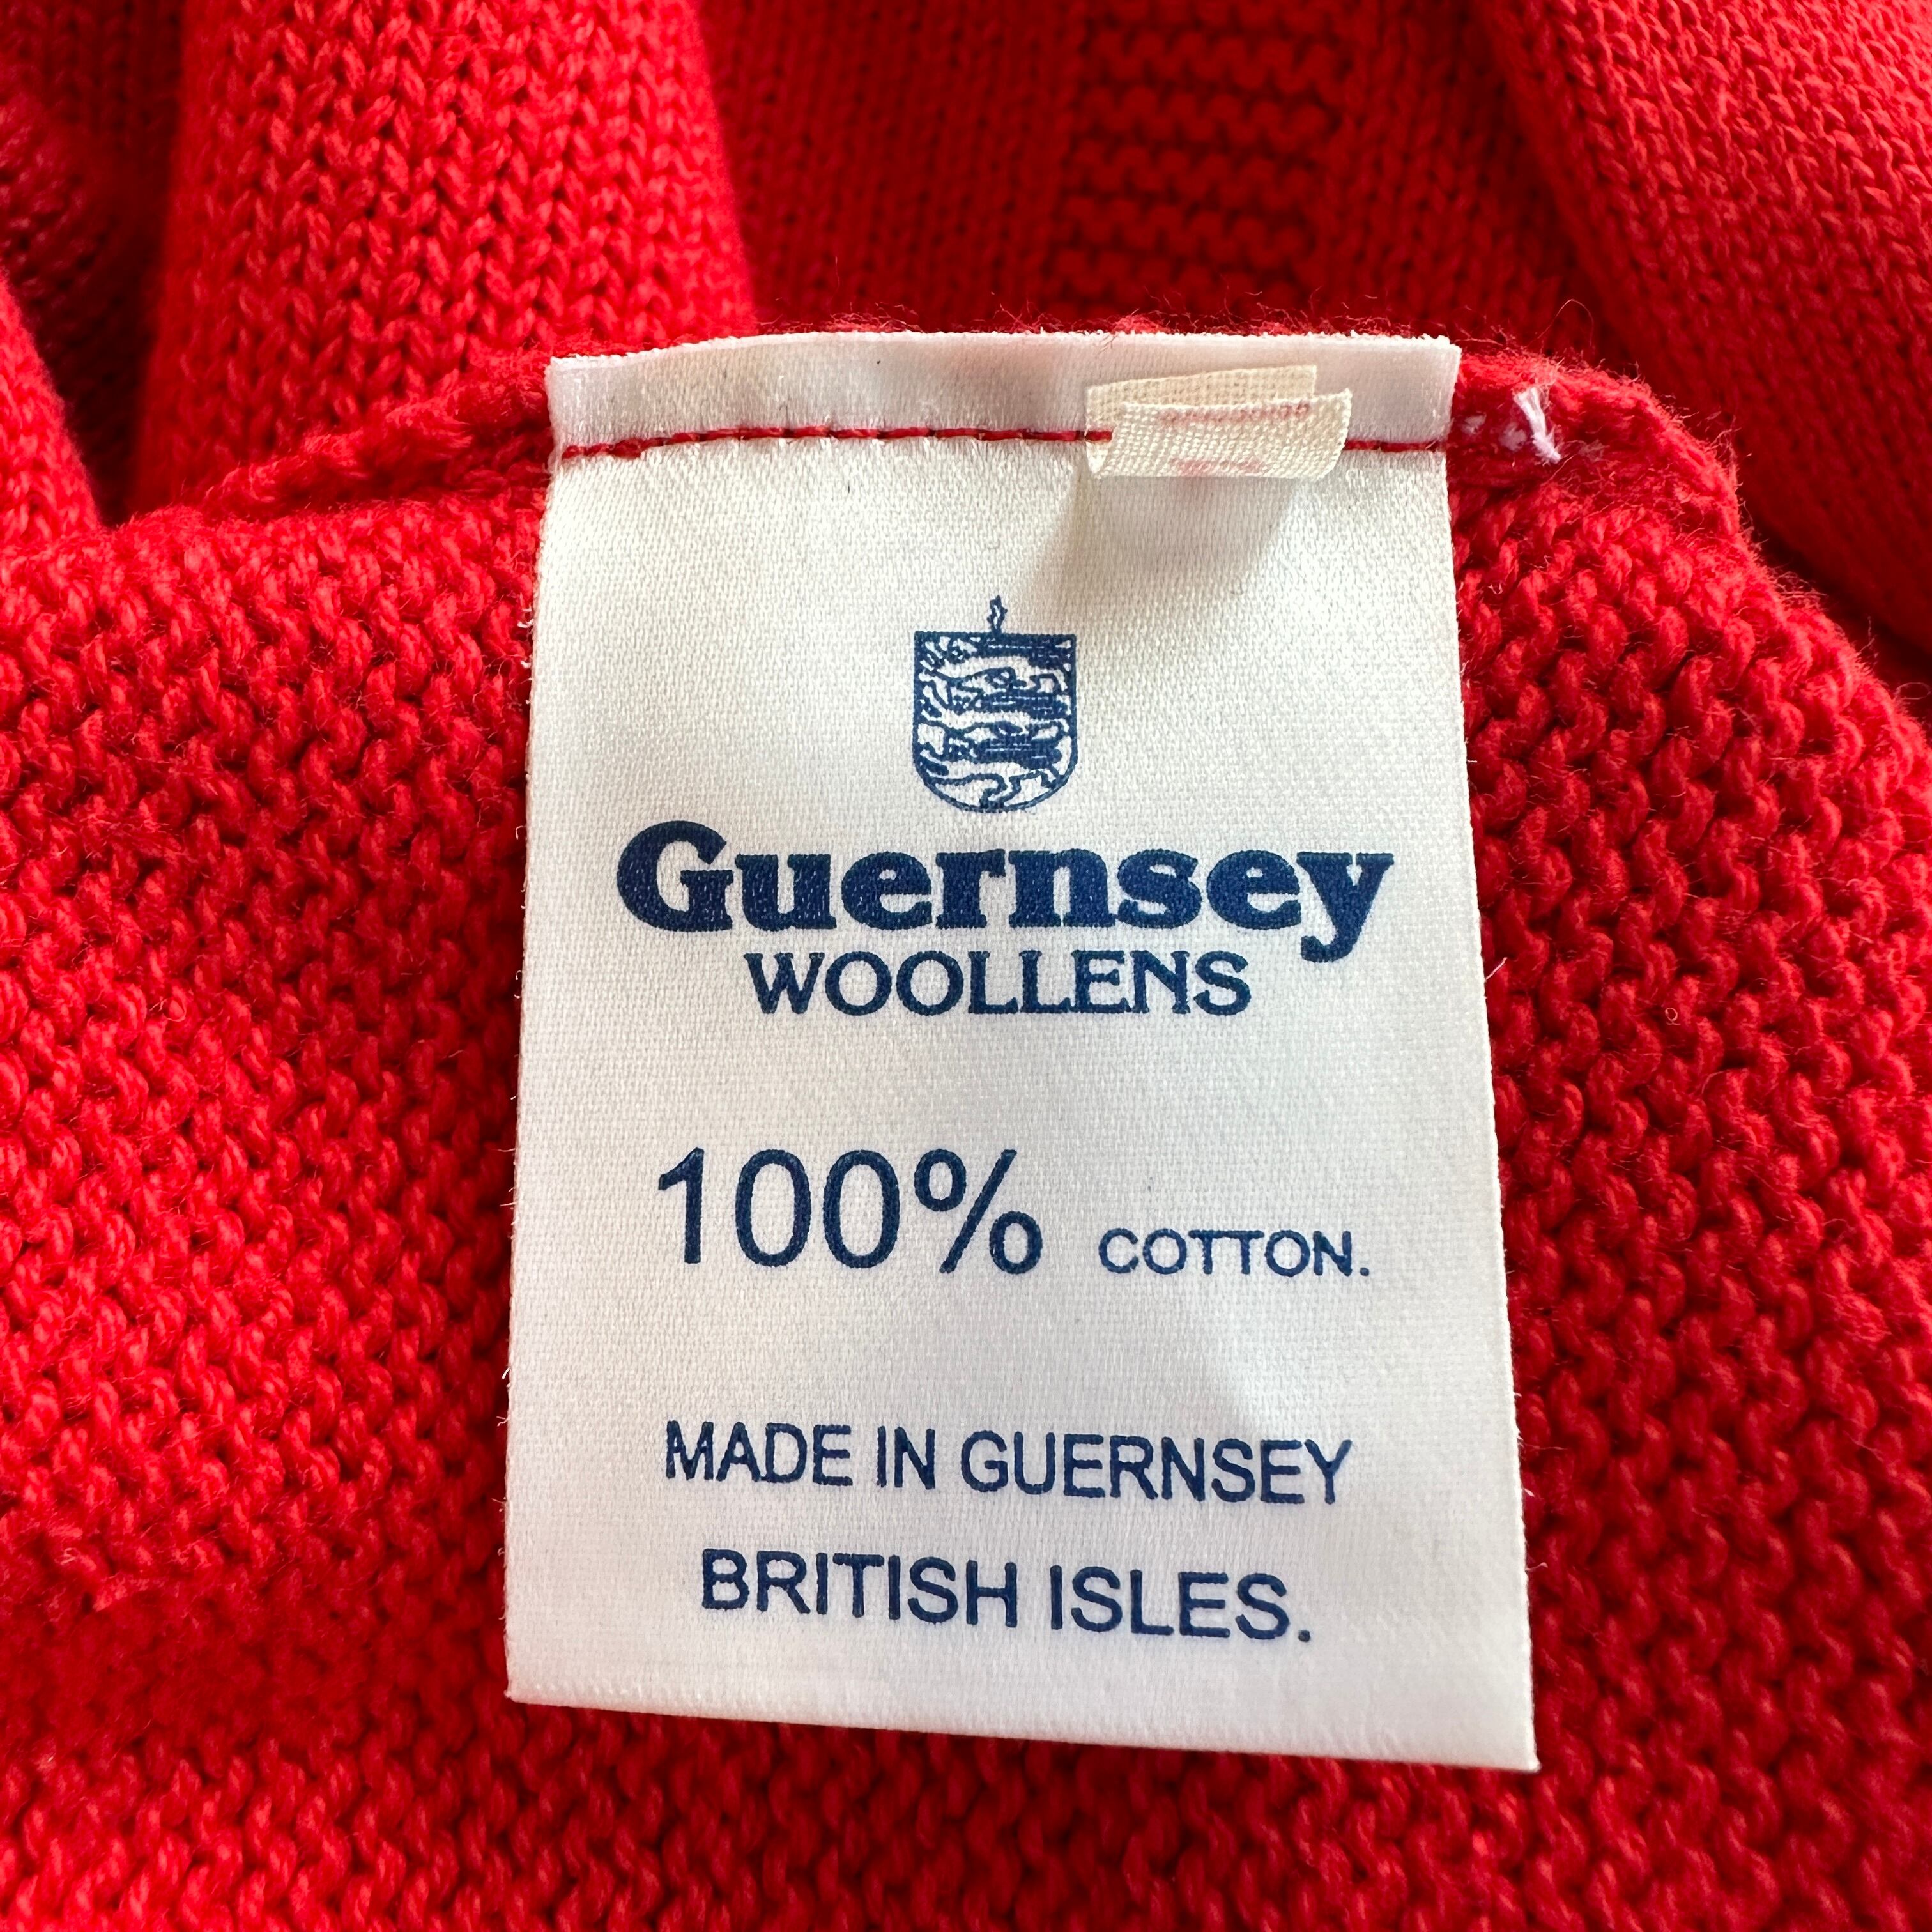 Guernsey
WOOLLENS
100% COTTON.
MADE IN GUERNSEY
BRITISH ISLES.